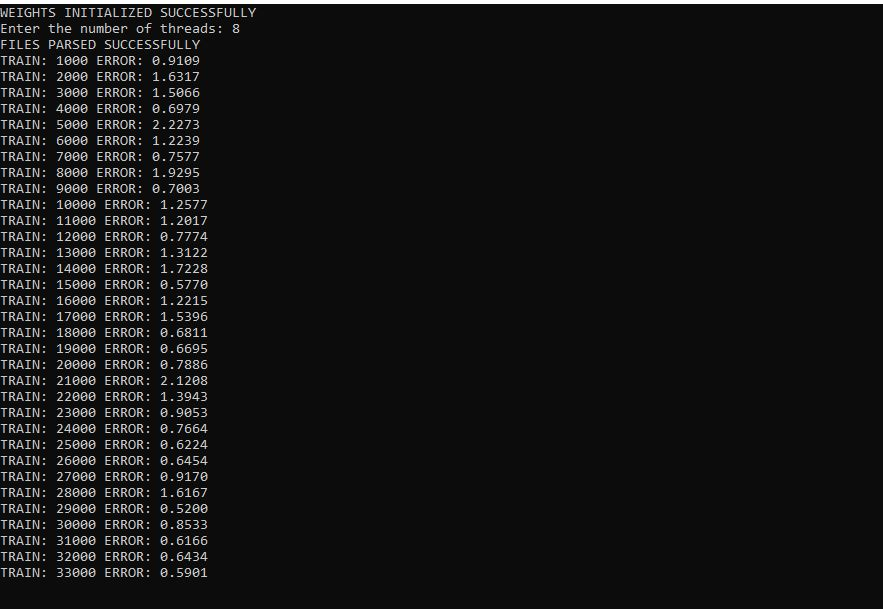 WEIGHTS INITIALIZED SUCCESSFULLY
Enter the number of threads: 8
FILES PARSED SUCCESSFULLY
TRAIN: 1000 ERROR: 0.9109
TRAIN: 2000 ERROR: 1.6317
TRAIN: 3000 ERROR: 1.5066
TRAIN: 4000 ERROR: 0.6979
TRAIN: 5000 ERROR: 2.2273
TRAIN: 6000 ERROR: 1.2239
TRAIN: 7000 ERROR: 0.7577
TRAIN: 8000 ERROR: 1.9295
TRAIN: 9000 ERROR: 0.7003
TRAIN: 10000 ERROR: 1.2577
TRAIN: 11000 ERROR: 1.2017
TRAIN: 12000 ERROR: 0.7774
TRAIN: 13000 ERROR: 1.3122
TRAIN: 14000 ERROR: 1.7228
TRAIN: 15000 ERROR: 0.5770
TRAIN: 16000 ERROR: 1.2215
TRAIN: 17000 ERROR: 1.5396
TRAIN: 18000 ERROR: 0.6811
TRAIN: 19000 ERROR: 0.6695
TRAIN: 20000 ERROR: 0.7886
TRAIN: 21000 ERROR: 2.1208
TRAIN: 22000 ERROR: 1.3943
TRAIN: 23000 ERROR: 0.9053
TRAIN: 24000 ERROR: 0.7664
TRAIN: 25000 ERROR: 0.6224
TRAIN: 26000 ERROR: 0.6454
TRAIN: 27000 ERROR: 0.9170
TRAIN: 28000 ERROR: 1.6167
TRAIN: 29000 ERROR: 0.5200
TRAIN: 30000 ERROR: 0.8533
TRAIN: 31000 ERROR: 0.6166
TRAIN: 32000 ERROR: 0.6434
TRAIN: 33000 ERROR: 0.5901